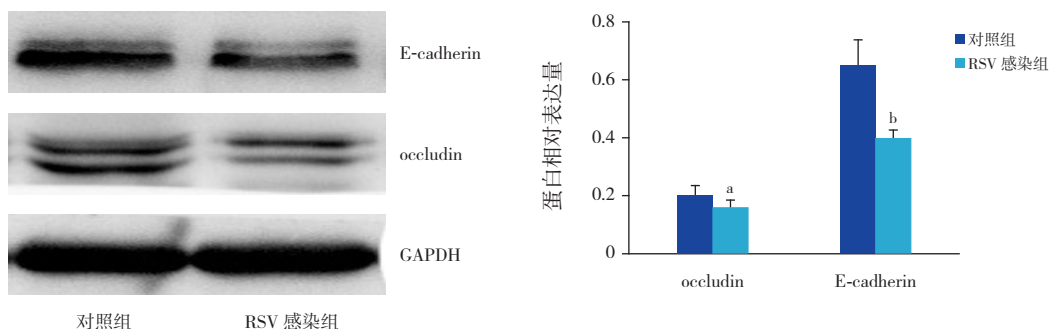 E-cadherin
occludin
GAPDH
对照组
RSV 感染组
蛋白相对表达量
0.8
0.6
0.4
0.2
0
a
b
occludin
E-cadherin
对照组
RSV 感染组